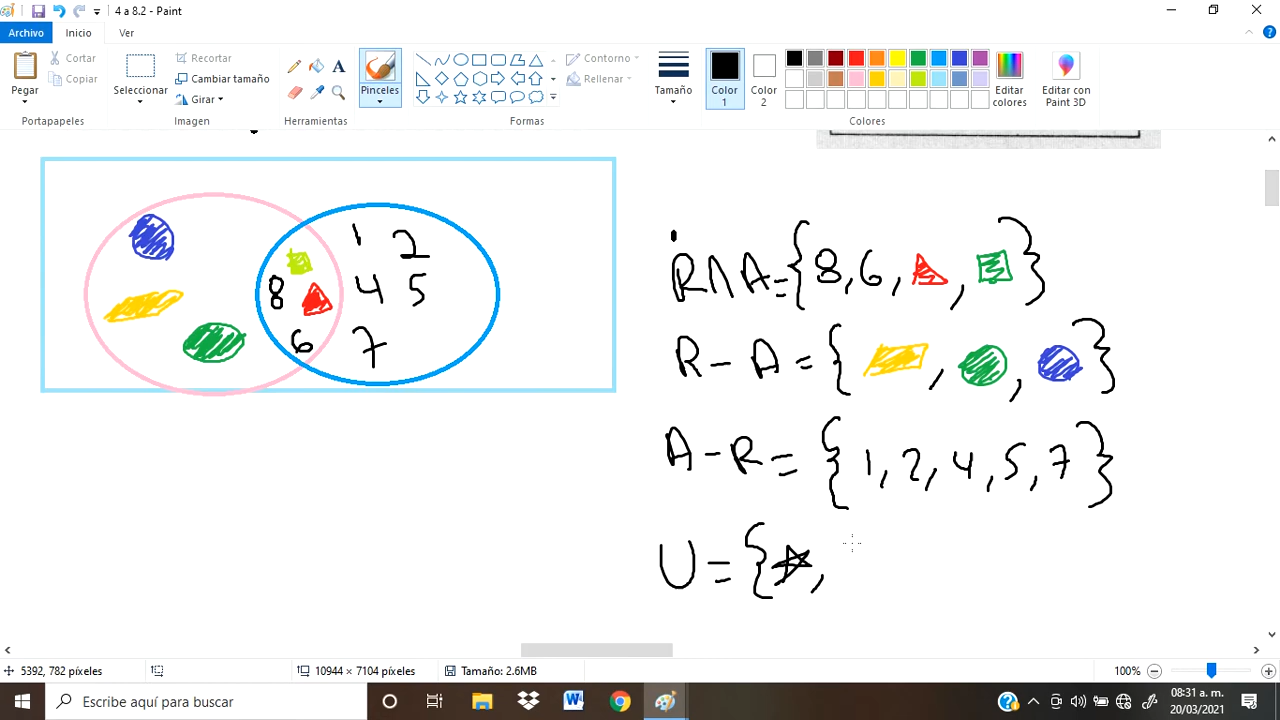 4 a 8.2 - Paint
Archivo Inicio Ver
Pegar
Cortar
Copiar
Portapapeles
Seleccionar
Recortar
Cambiar tamaño
Girar
Imagen
A
Herramientas
Pinceles
Contorno
Rellenar
Formas
Tamaño
Color 1
Color 2
Editar colores
Editar con Paint 3D
Colores
1 2
8 4 5
6 7
R∩A={8,6, , }
R-A={ , , }
A-R={1,2,4,5,7}
U={☆,
5392, 782 píxeles
10944 × 7104 píxeles
Tamaño: 2.6MB
100%
Escribe aquí para buscar
08:31 a. m.
20/03/2021